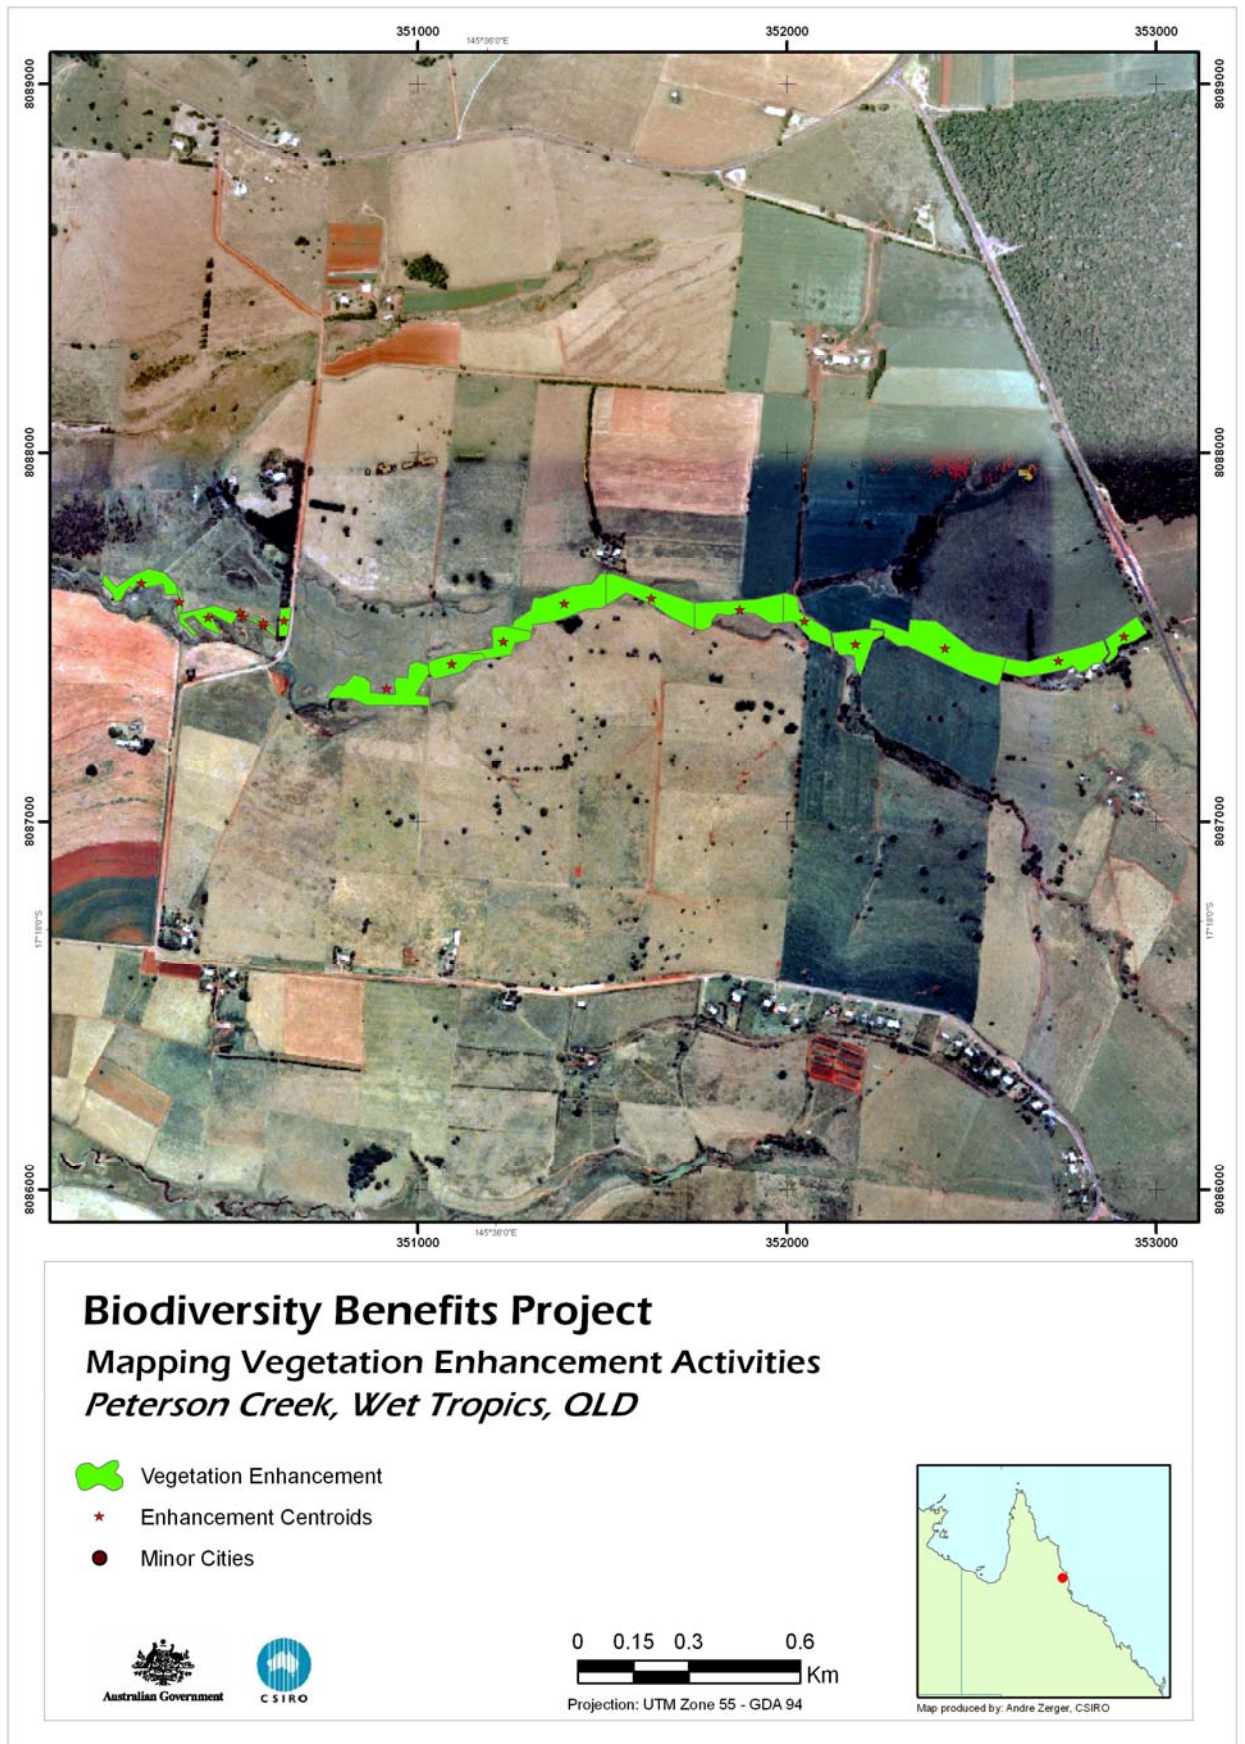 351000 352000 353000
145°36'0"E
8089000 8089000
8088000 8088000
8087000 8087000
17°18'0"S 17°18'0"S
8086000 8086000
351000 352000 353000
145°36'0"E
Biodiversity Benefits Project
Mapping Vegetation Enhancement Activities
Peterson Creek, Wet Tropics, QLD
Vegetation Enhancement
Enhancement Centroids
Minor Cities
Australian Government
CSIRO
0 0.15 0.3 0.6
Km
Projection: UTM Zone 55 - GDA 94
Map produced by: Andre Zerger, CSIRO